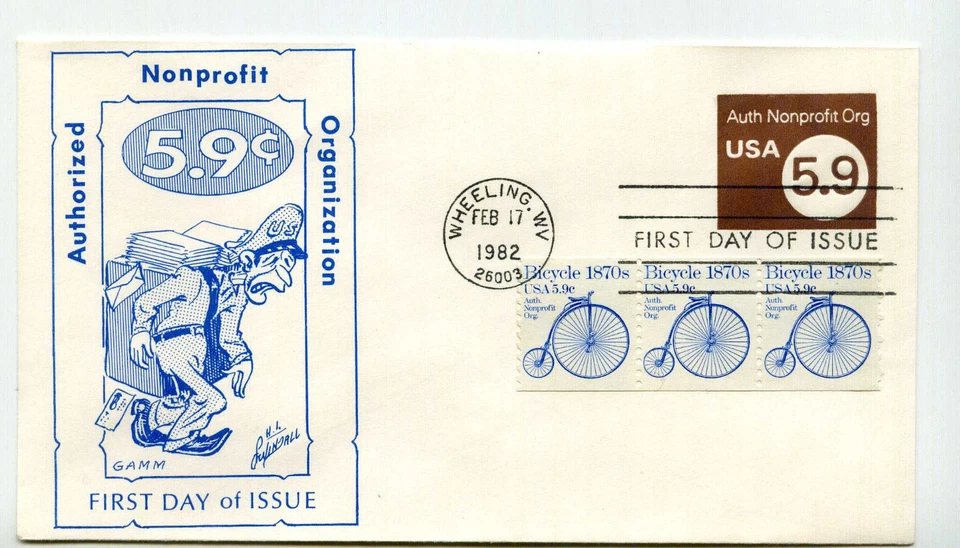 Nonprofit
Authorized
Organization
5.9¢
US
GAMM
H.I.
FIRST DAY of ISSUE
WHEELING, WV
FEB 17
1982
26003
Auth Nonprofit Org
USA
5.9
FIRST DAY OF ISSUE
Bicycle 1870s Bicycle 1870s Bicycle 1870s
USA 5.9c USA 5.9c USA 5.9c
Auth. Auth. Auth.
Nonprofit Nonprofit Nonprofit
Org. Org. Org.